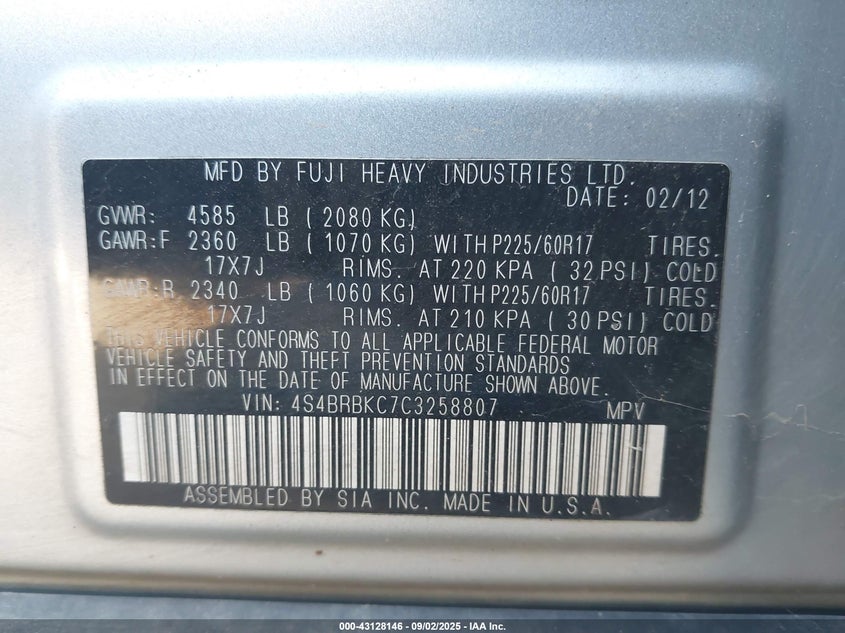 MFD BY FUJI HEAVY INDUSTRIES LTD.
DATE: 02/12
GVWR: 4585 LB ( 2080 KG)
GAWR:F 2360 LB ( 1070 KG) WITH P225/60R17 TIRES.
17X7J RIMS. AT 220 KPA ( 32 PSI) COLD
GAWR:R 2340 LB ( 1060 KG) WITH P225/60R17 TIRES.
17X7J RIMS. AT 210 KPA ( 30 PSI) COLD
THIS VEHICLE CONFORMS TO ALL APPLICABLE FEDERAL MOTOR
VEHICLE SAFETY AND THEFT PREVENTION STANDARDS
IN EFFECT ON THE DATE OF MANUFACTURE SHOWN ABOVE.
VIN: 4S4BRBKC7C3258807 MPV
ASSEMBLED BY SIA INC. MADE IN U.S.A.
000-43128146 - 09/02/2025 - IAA Inc.